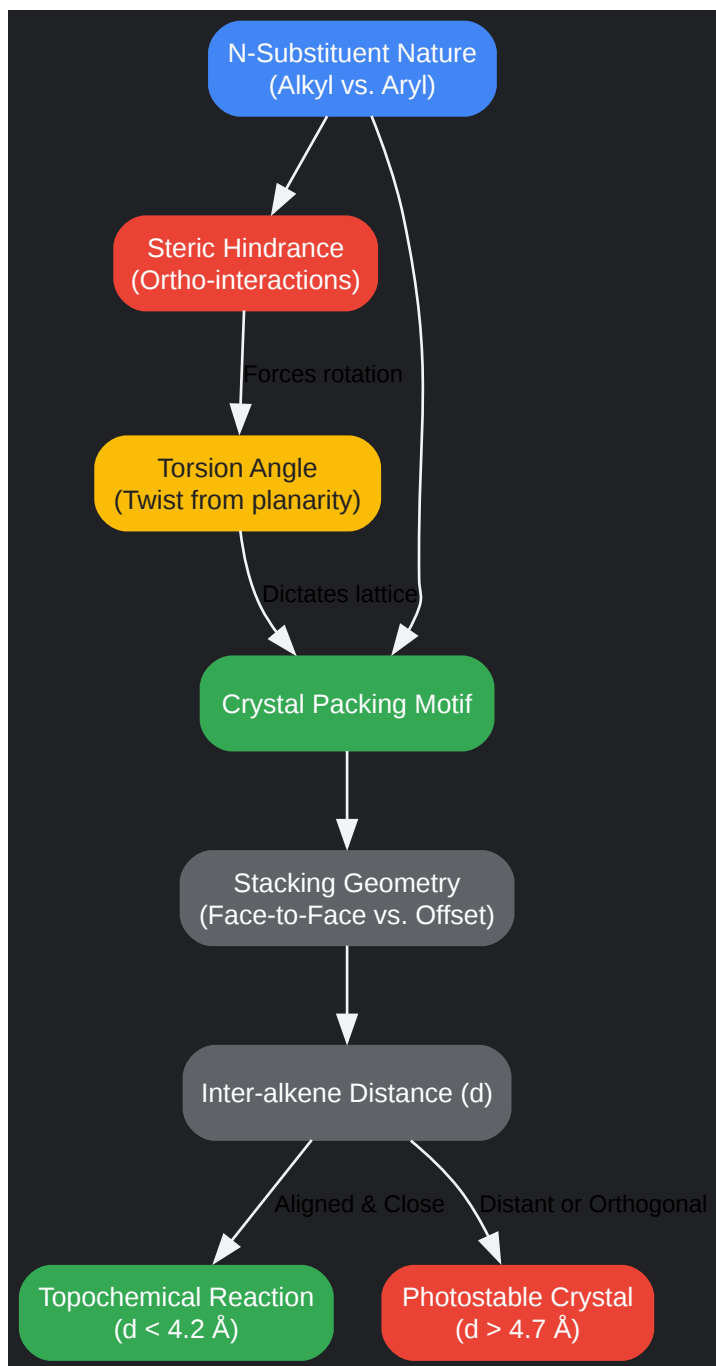 N-Substituent Nature
(Alkyl vs. Aryl)
Steric Hindrance
(Ortho-interactions)
Forces rotation
Torsion Angle
(Twist from planarity)
Dictates lattice
Crystal Packing Motif
Stacking Geometry
(Face-to-Face vs. Offset)
Inter-alkene Distance (d)
Aligned & Close
Distant or Orthogonal
Topochemical Reaction
(d < 4.2 Å)
Photostable Crystal
(d > 4.7 Å)